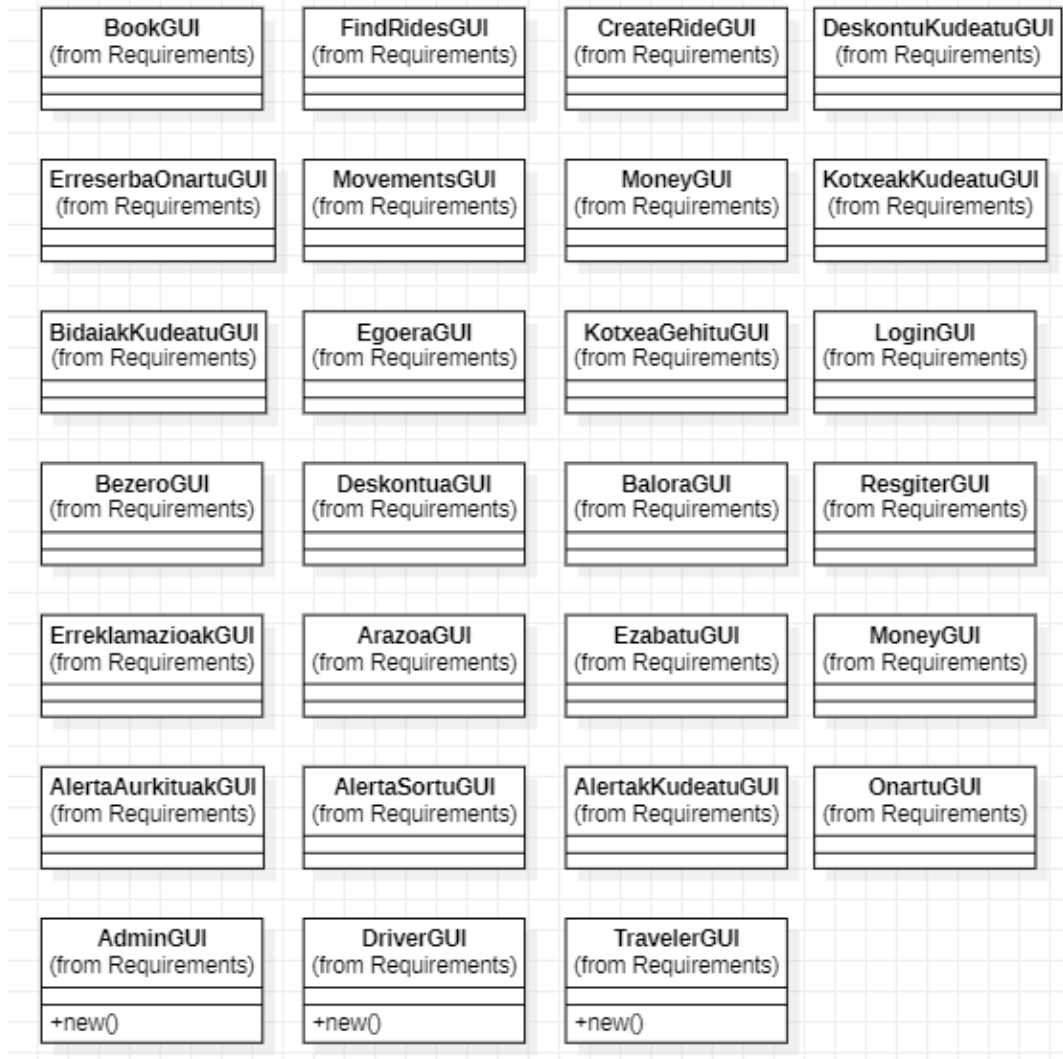 BookGUI
(from Requirements)
FindRidesGUI
(from Requirements)
CreateRideGUI
(from Requirements)
DeskontuKudeatuGUI
(from Requirements)
ErreserbaOnartuGUI
(from Requirements)
MovementsGUI
(from Requirements)
MoneyGUI
(from Requirements)
KotxeakKudeatuGUI
(from Requirements)
BidaiakKudeatuGUI
(from Requirements)
EgoeraGUI
(from Requirements)
KotxeaGehituGUI
(from Requirements)
LoginGUI
(from Requirements)
BezeroGUI
(from Requirements)
DeskontuaGUI
(from Requirements)
BaloraGUI
(from Requirements)
ResgiterGUI
(from Requirements)
ErreklamazioakGUI
(from Requirements)
ArazoaGUI
(from Requirements)
EzabatuGUI
(from Requirements)
MoneyGUI
(from Requirements)
AlertaAurkituakGUI
(from Requirements)
AlertaSortuGUI
(from Requirements)
AlertakKudeatuGUI
(from Requirements)
OnartuGUI
(from Requirements)
AdminGUI
(from Requirements)
+new()
DriverGUI
(from Requirements)
+new()
TravelerGUI
(from Requirements)
+new()